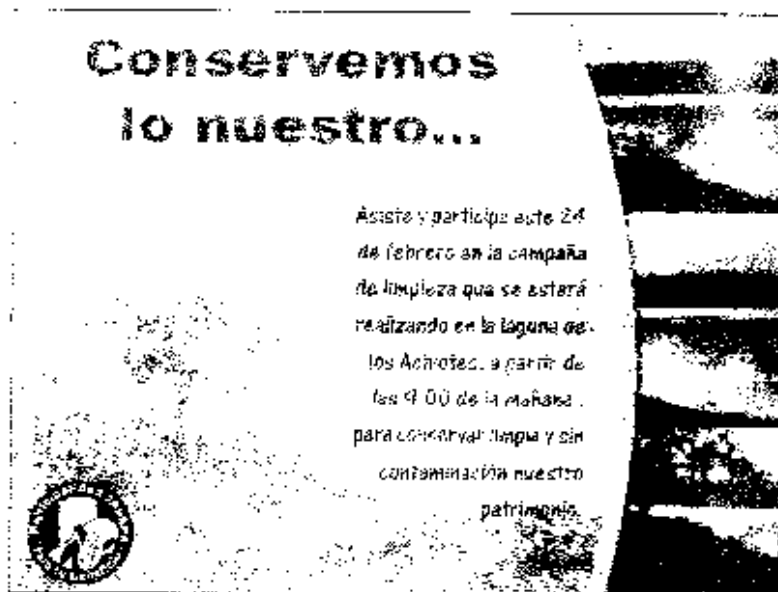 Conservemos
lo nuestro...
Asiste y participa este 24
de febrero en la campaña
de limpieza que se estará
realizando en la laguna de
los Achiotes, a partir de
las 9:00 de la mañana,
para conservar limpia y sin
contaminación nuestro
patrimonio.